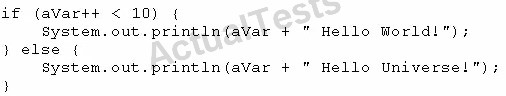 if (aVar++ < 10) {
    System.out.println(aVar + " Hello World!");
} else {
    System.out.println(aVar + " Hello Universe!");
}
ActualTests